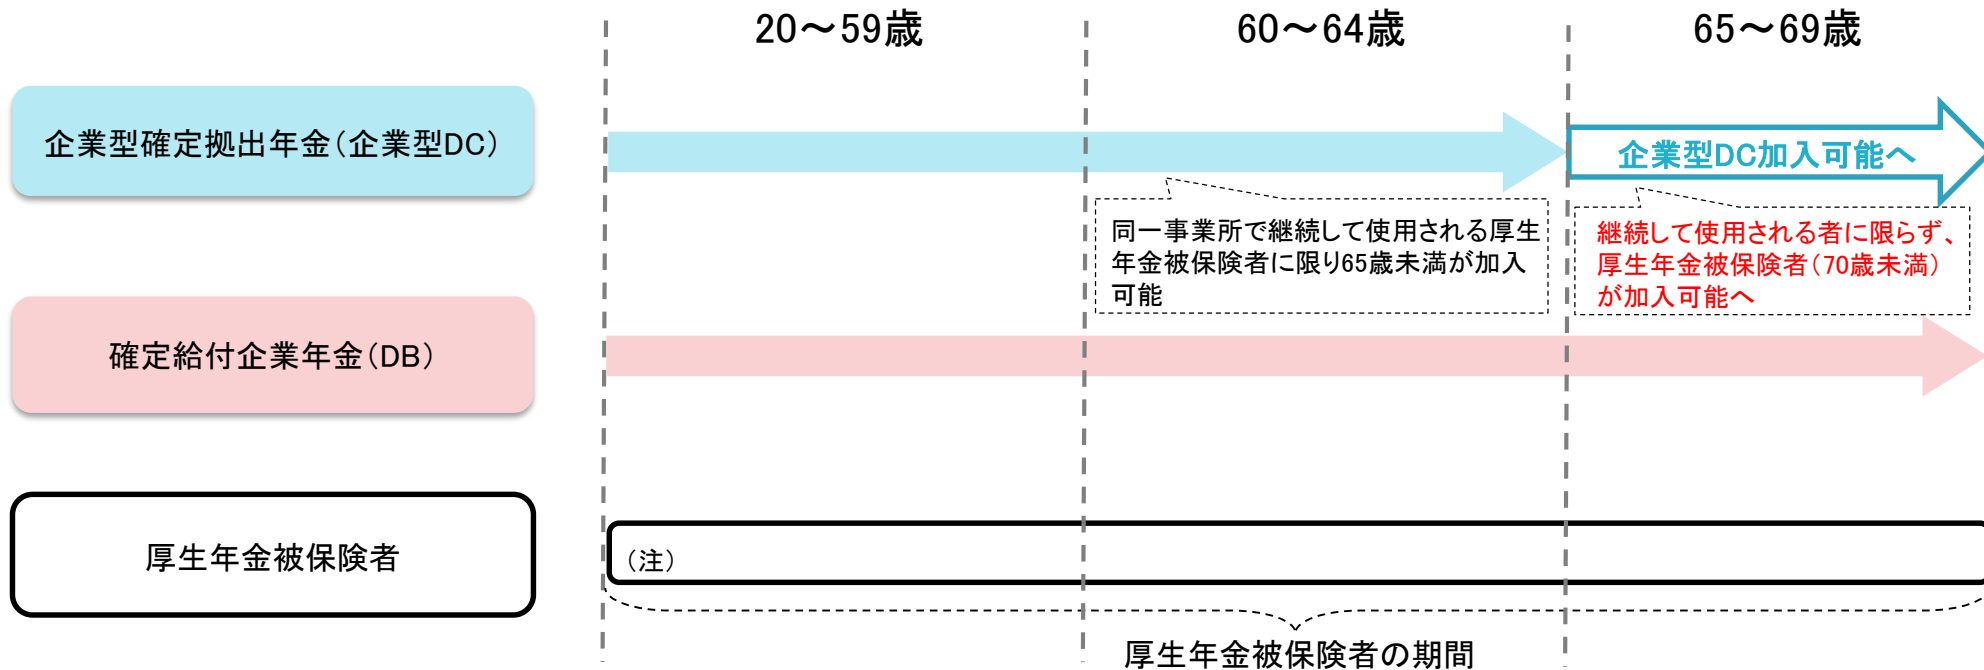 20～59歳
60～64歳
65～69歳
企業型確定拠出年金(企業型DC)
企業型DC加入可能へ
同一事業所で継続して使用される厚生
年金被保険者に限り65歳未満が加入
可能
継続して使用される者に限らず、
厚生年金被保険者(70歳未満)
が加入可能へ
確定給付企業年金(DB)
厚生年金被保険者
(注)
厚生年金被保険者の期間